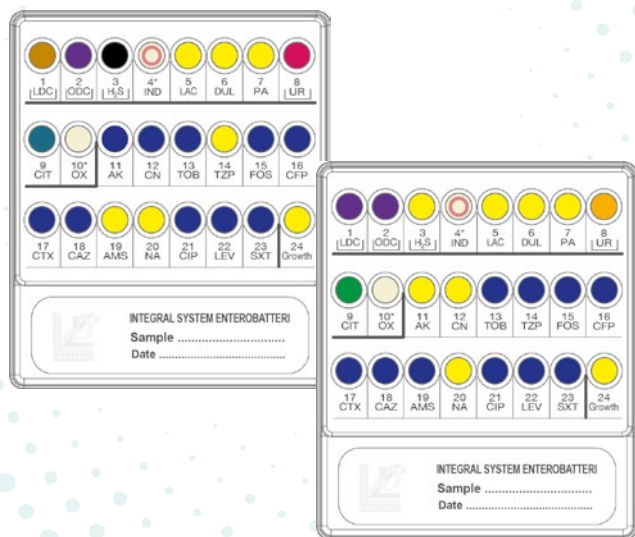 1 2 3 4* 5 6 7 8
LDC ODC H₂S IND LAC DUL PA UR
9 10* 11 12 13 14 15 16
CIT OX AK CN TOB TZP FOS CFP
17 18 19 20 21 22 23 24
CTX CAZ AMS NA CIP LEV SXT Growth
INTEGRAL SYSTEM ENTEROBATTERI
Sample ................................
Date ......................................
1 2 3 4* 5 6 7 8
LDC ODC H₂S IND LAC DUL PA UR
9 10* 11 12 13 14 15 16
CIT OX AK CN TOB TZP FOS CFP
17 18 19 20 21 22 23 24
CTX CAZ AMS NA CIP LEV SXT Growth
INTEGRAL SYSTEM ENTEROBATTERI
Sample ................................
Date ......................................